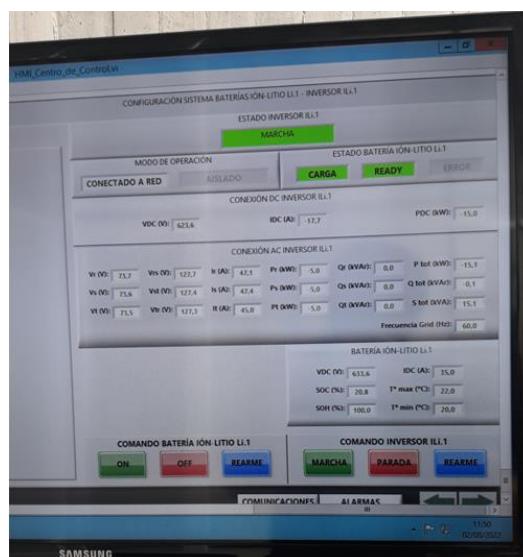 HMI_Centro_de_Control.vi
CONFIGURACIÓN SISTEMA BATERÍAS IÓN-LITIO Li.1 - INVERSOR ILi.1
ESTADO INVERSOR ILi.1
MARCHA
MODO DE OPERACIÓN
CONECTADO A RED AISLADO
ESTADO BATERÍA IÓN-LITIO Li.1
CARGA READY ERROR
CONEXIÓN DC INVERSOR ILi.1
VDC (V): 623,6 IDC (A): -17,7 PDC (kW): -15,0
CONEXIÓN AC INVERSOR ILi.1
Vr (V): 73,7 Vrs (V): 127,7 Ir (A): 47,1 Pr (kW): -5,0 Qr (kVAr): 0,0 P tot (kW): -15,1
Vs (V): 73,6 Vst (V): 127,4 Is (A): 47,4 Ps (kW): -5,0 Qs (kVAr): 0,0 Q tot (kVAr): -0,1
Vt (V): 73,5 Vtr (V): 127,3 It (A): 45,0 Pt (kW): -5,0 Qt (kVAr): 0,0 S tot (kVA): 15,1
Frecuencia Grid (Hz): 60,0
BATERÍA IÓN-LITIO Li.1
VDC (V): 633,6 IDC (A): 35,0
SOC (%): 20,8 Tª max (ºC): 22,0
SOH (%): 100,0 Tª min (ºC): 20,0
COMANDO BATERÍA IÓN-LITIO Li.1
ON OFF REARME
COMANDO INVERSOR ILi.1
MARCHA PARADA REARME
COMUNICACIONES ALARMAS
11:50
02/08/2022
SAMSUNG